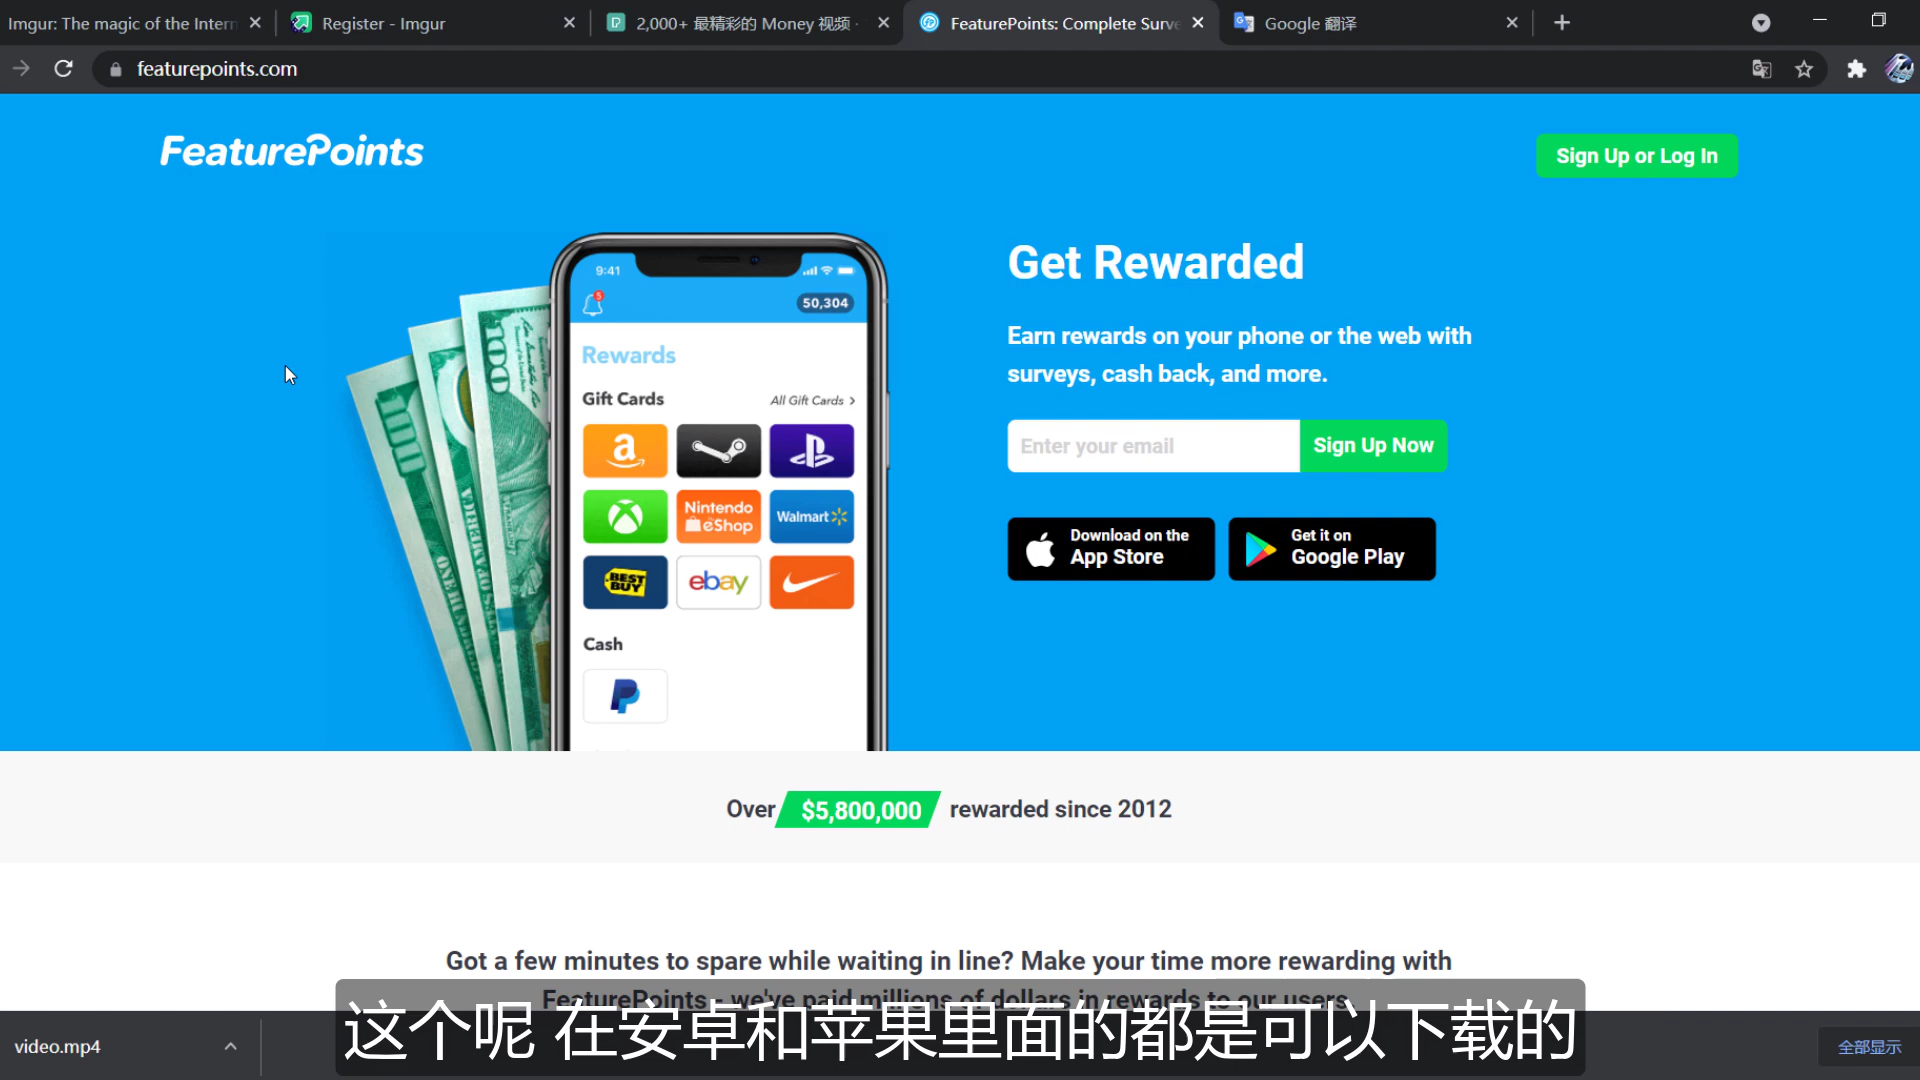 Imgur: The magic of the Intern
Register - Imgur
2,000+ 最精彩的 Money 视频 ·
FeaturePoints: Complete Surve
Google 翻译
featurepoints.com
FeaturePoints
Sign Up or Log In
9:41
5
50,304
Rewards
Gift Cards
All Gift Cards >
Nintendo
eShop
Walmart
BEST
BUY
ebay
Cash
100
100
Get Rewarded
Earn rewards on your phone or the web with
surveys, cash back, and more.
Enter your email
Sign Up Now
Download on the
App Store
Get it on
Google Play
Over $5,800,000 rewarded since 2012
Got a few minutes to spare while waiting in line? Make your time more rewarding with
FeaturePoints - we've paid millions of dollars in rewards to our users.
这个呢 在安卓和苹果里面的都是可以下载的
video.mp4
全部显示